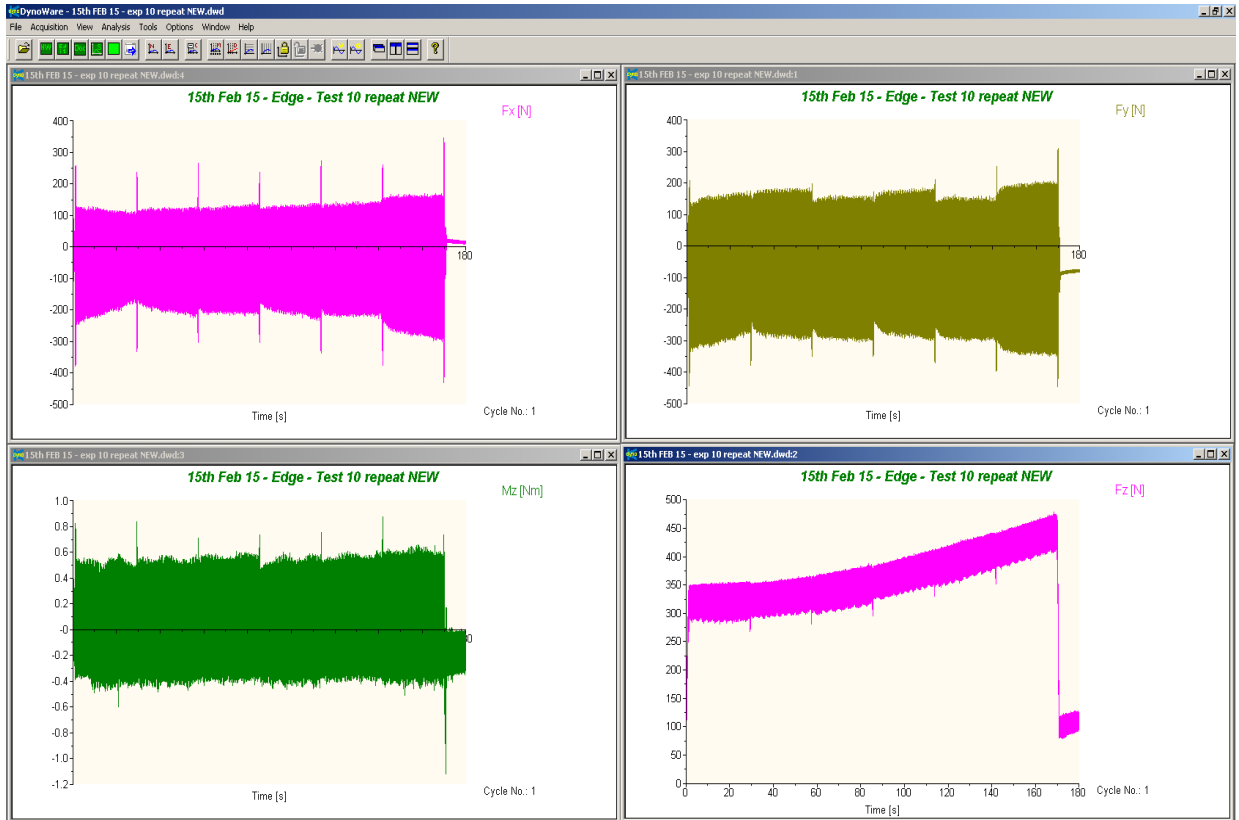 DynoWare - 15th FEB 15 - exp 10 repeat NEW.dwd
File Acquisition View Analysis Tools Options Window Help
15th FEB 15 - exp 10 repeat NEW.dwd:4
15th Feb 15 - Edge - Test 10 repeat NEW
Fx [N]
400
300
200
100
0
-100
-200
-300
-400
-500
180
Time [s]
Cycle No.: 1
15th FEB 15 - exp 10 repeat NEW.dwd:1
15th Feb 15 - Edge - Test 10 repeat NEW
Fy [N]
400
300
200
100
0
-100
-200
-300
-400
-500
180
Time [s]
Cycle No.: 1
15th FEB 15 - exp 10 repeat NEW.dwd:3
15th Feb 15 - Edge - Test 10 repeat NEW
Mz [Nm]
1.0
0.8
0.6
0.4
0.2
-0
-0.2
-0.4
-0.6
-0.8
-1.0
-1.2
Time [s]
Cycle No.: 1
15th FEB 15 - exp 10 repeat NEW.dwd:2
15th Feb 15 - Edge - Test 10 repeat NEW
Fz [N]
500
450
400
350
300
250
200
150
100
50
0
0 20 40 60 80 100 120 140 160 180
Time [s]
Cycle No.: 1